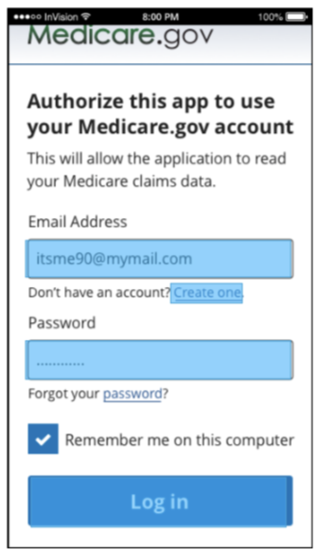 ●●●○○ InVision 8:00 PM 100%
Medicare.gov
Authorize this app to use
your Medicare.gov account
This will allow the application to read
your Medicare claims data.
Email Address
itsme90@mymail.com
Don't have an account? Create one.
Password
............
Forgot your password?
Remember me on this computer
Log in